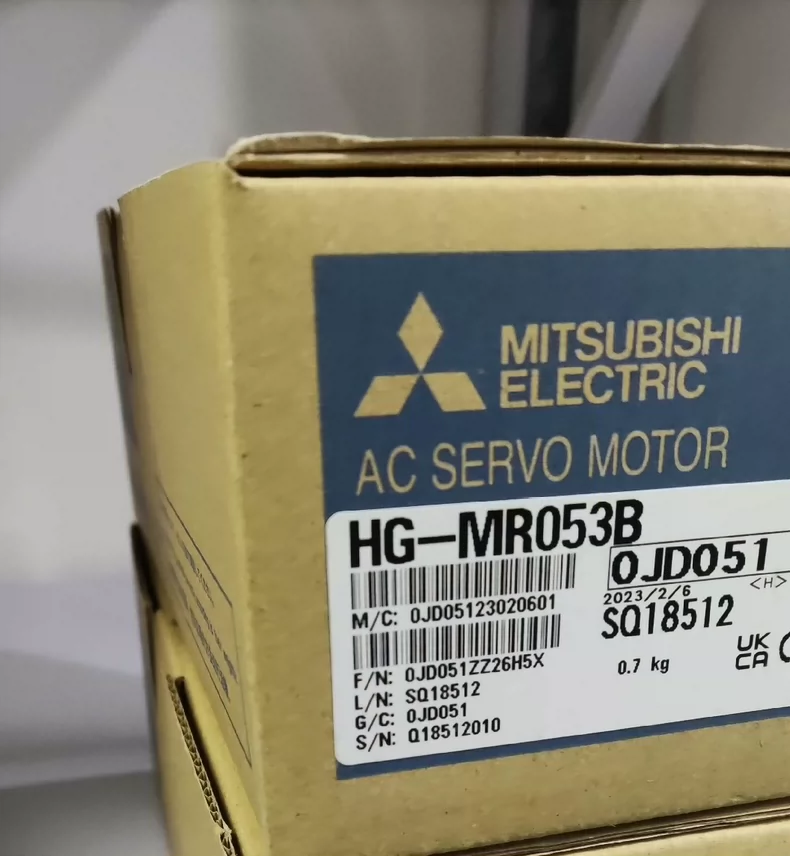 MITSUBISHI
ELECTRIC
AC SERVO MOTOR
HG-MR053B
0JD051
<H>
2023/2/6
M/C: 0JD05123020601
SQ18512
F/N: 0JD051ZZ26H5X
0.7 kg
UK
CA
L/N: SQ18512
G/C: 0JD051
S/N: Q18512010